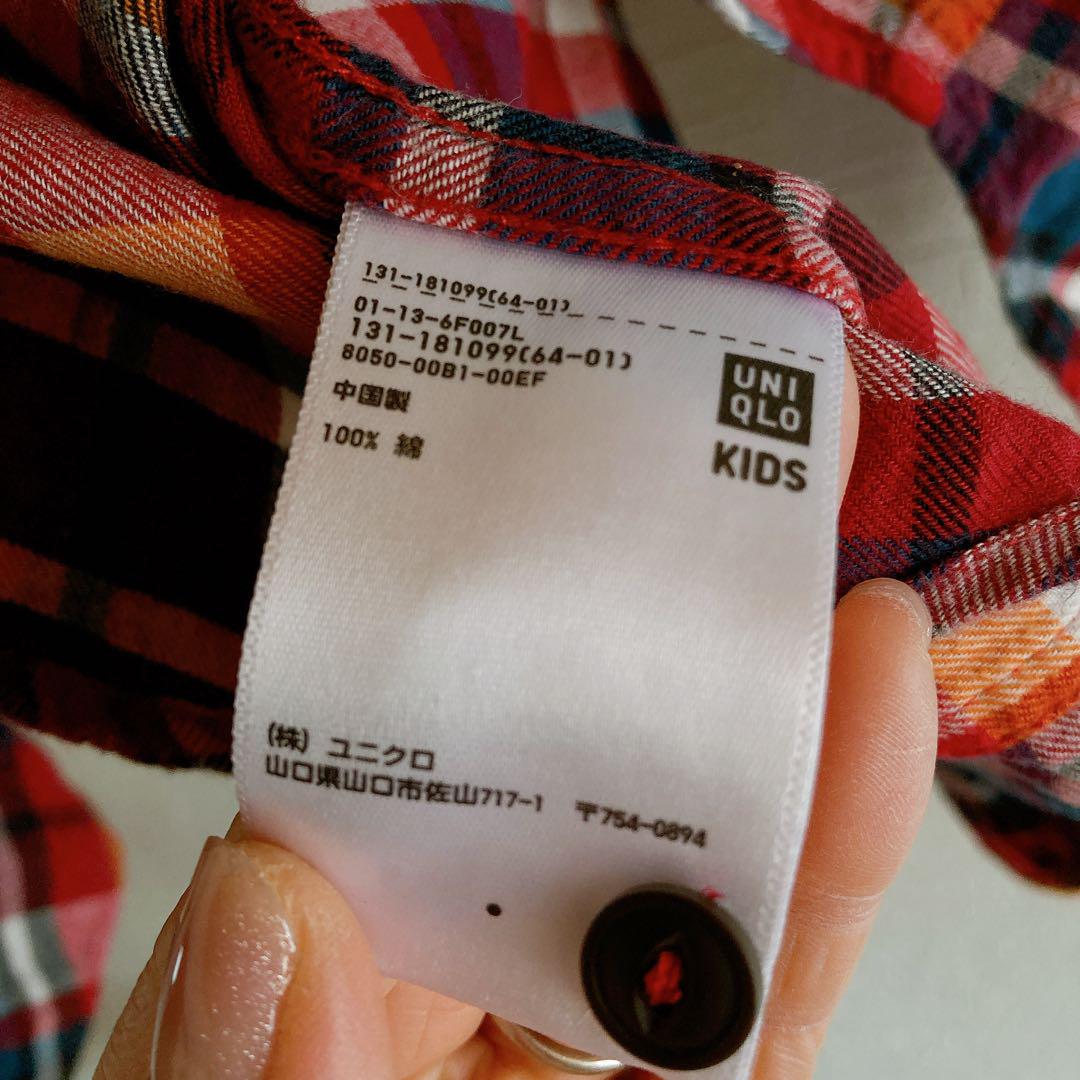 131-181099(64-01)
01-13-6F007L
131-181099(64-01)
8050-00B1-00EF
中国製
100% 綿
UNI
QLO
KIDS
(株) ユニクロ
山口県山口市佐山717-1 〒754-0894